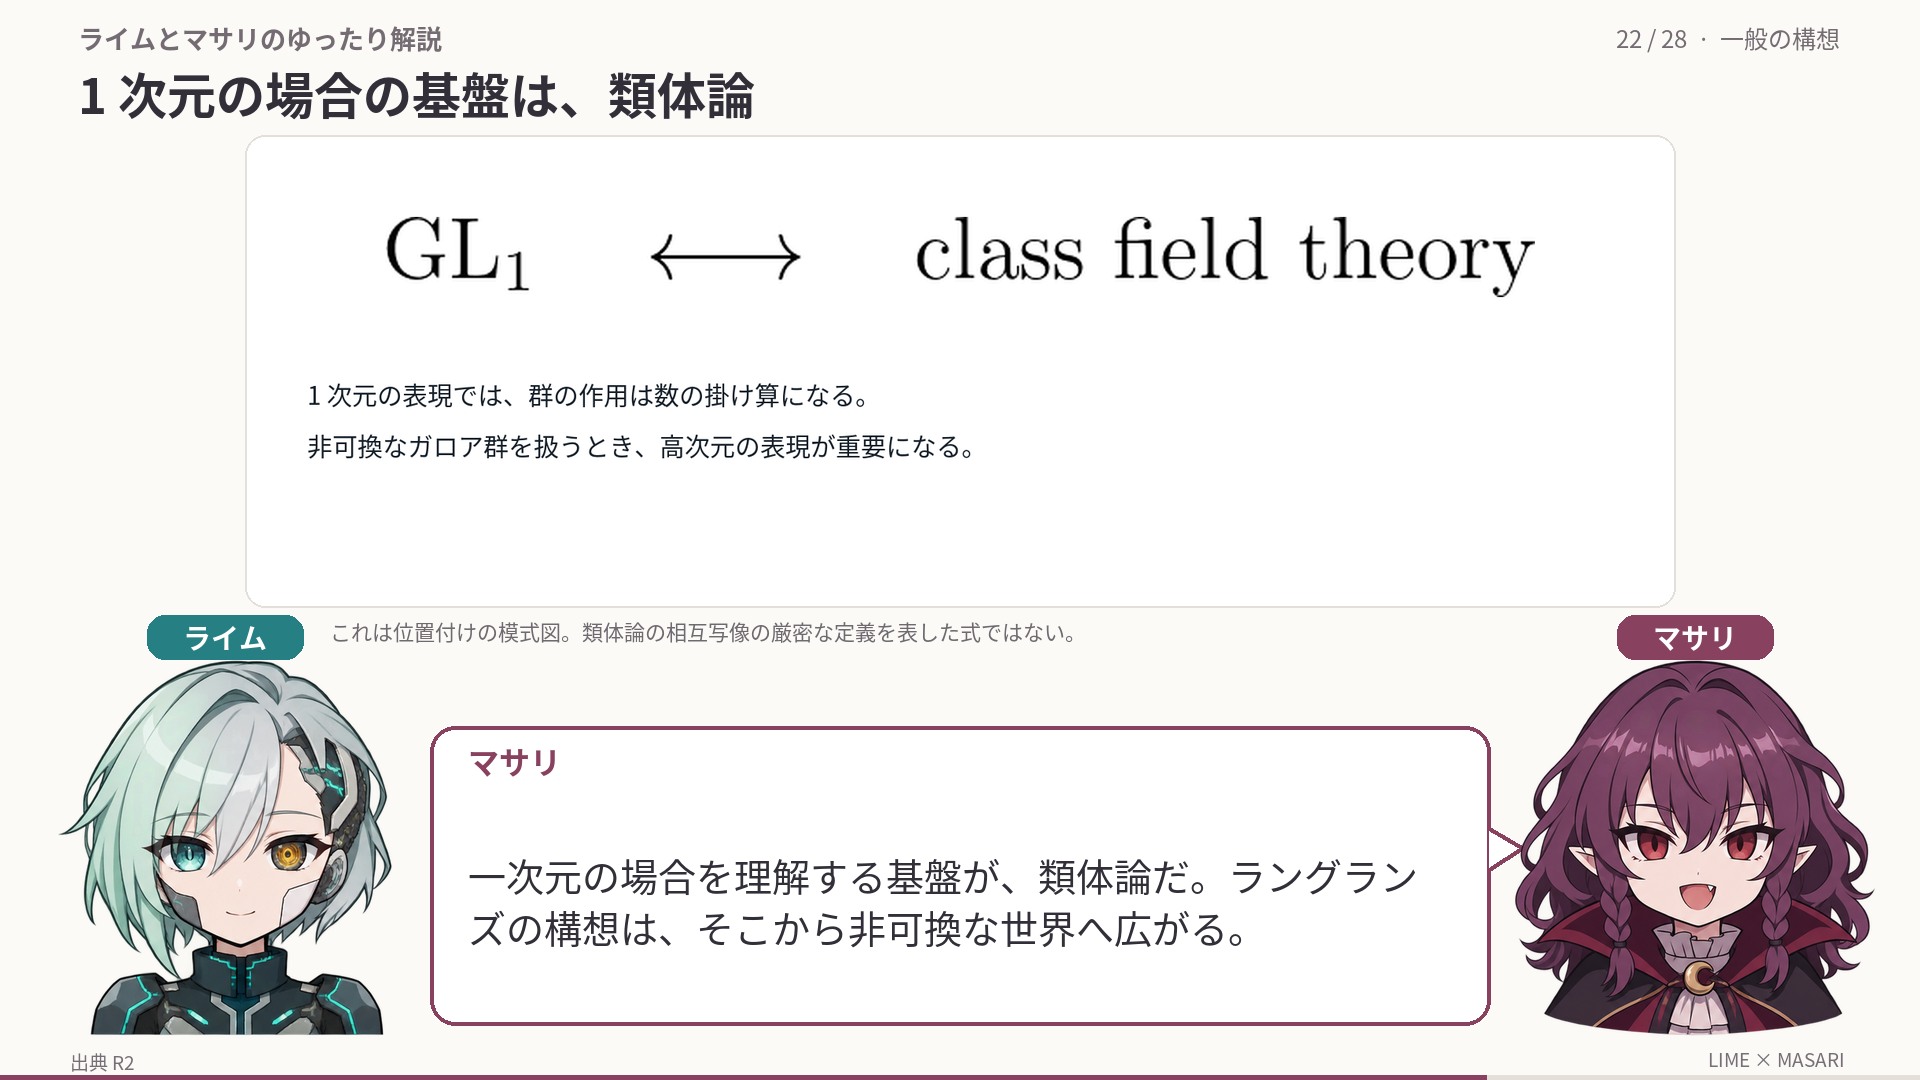 ライムとマサリのゆったり解説
22 / 28 · 一般の構想
1 次元の場合の基盤は、類体論
GL₁ ⟷ class field theory
1 次元の表現では、群の作用は数の掛け算になる。
非可換なガロア群を扱うとき、高次元の表現が重要になる。
ライム
これは位置付けの模式図。類体論の相互写像の厳密な定義を表した式ではない。
マサリ
マサリ
一次元の場合を理解する基盤が、類体論だ。ラングラン
ズの構想は、そこから非可換な世界へ広がる。
出典 R2
LIME × MASARI